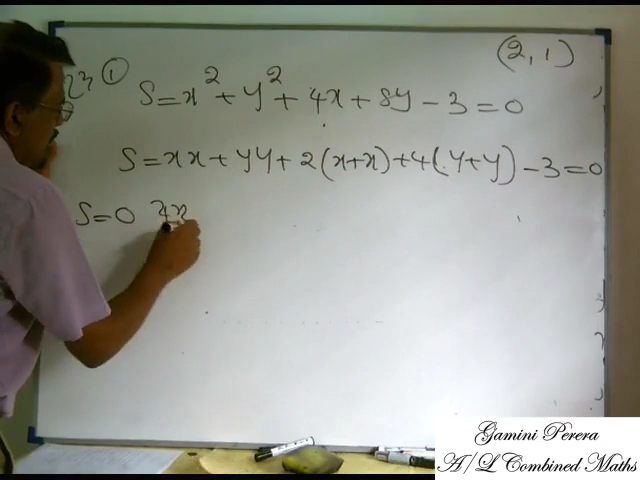 (2, 1)
① S = x² + y² + 4x + 8y - 3 = 0
S = xx + yy + 2(x+x) + 4(y+y) - 3 = 0
S = 0
Gamini Perera
A/L Combined Maths